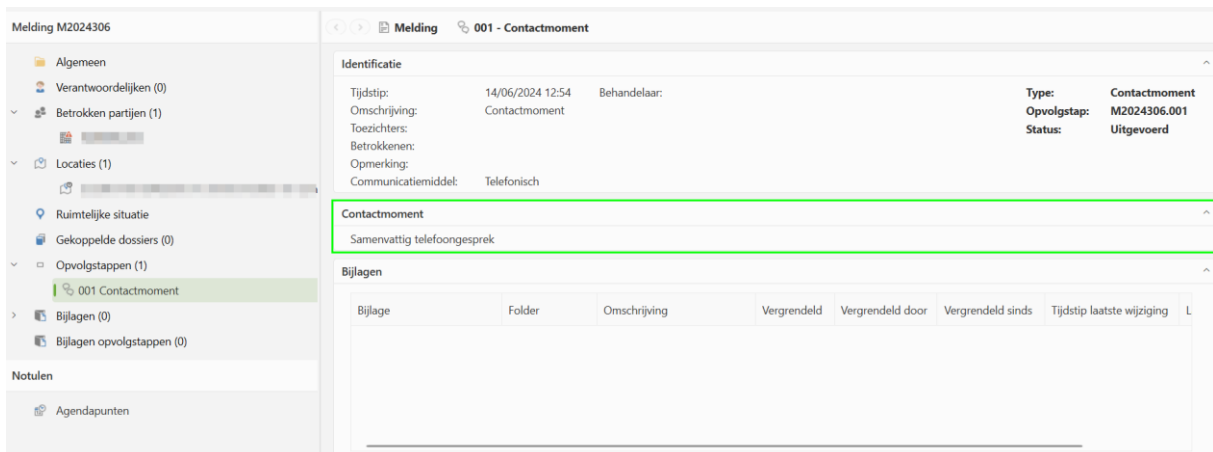 Melding M2024306
Algemeen
Verantwoordelijken (0)
Betrokken partijen (1)
Locaties (1)
Ruimtelijke situatie
Gekoppelde dossiers (0)
Opvolgstappen (1)
001 Contactmoment
Bijlagen (0)
Bijlagen opvolgstappen (0)
Notulen
Agendapunten
Melding 001 - Contactmoment
Identificatie
Tijdstip: 14/06/2024 12:54 Behandelaar: Type: Contactmoment
Omschrijving: Contactmoment Opvolgstap: M2024306.001
Toezichters: Status: Uitgevoerd
Betrokkenen:
Opmerking:
Communicatiemiddel: Telefonisch
Contactmoment
Samenvattig telefoongesprek
Bijlagen
Bijlage Folder Omschrijving Vergrendeld Vergrendeld door Vergrendeld sinds Tijdstip laatste wijziging L